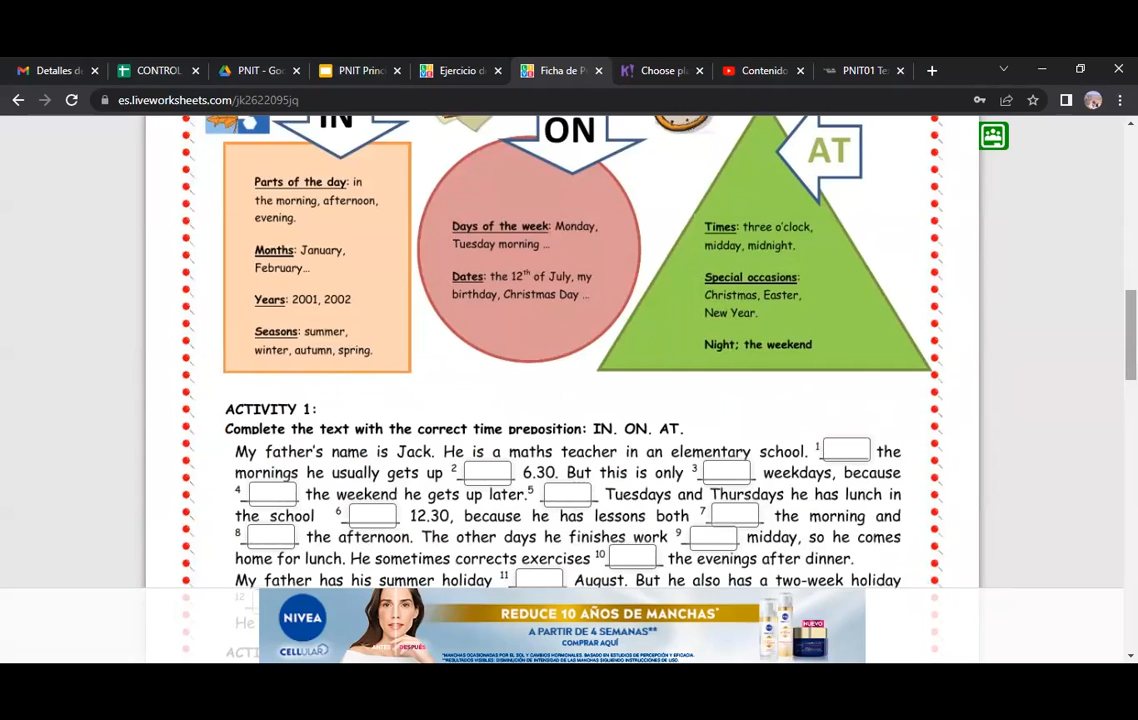 Detalles d
CONTROL
PNIT - Goo
PNIT Princ
Ejercicio de
Ficha de P
Choose pl
Contenido
PNIT01 Te
es.liveworksheets.com/jk2622095jq
IN
ON
AT
Parts of the day: in
the morning, afternoon,
evening.
Months: January,
February...
Years: 2001, 2002
Seasons: summer,
winter, autumn, spring.
Days of the week: Monday,
Tuesday morning ...
Dates: the 12th of July, my
birthday, Christmas Day ...
Times: three o'clock,
midday, midnight.
Special occasions:
Christmas, Easter,
New Year.
Night; the weekend
ACTIVITY 1:
Complete the text with the correct time preposition: IN, ON, AT.
My father's name is Jack. He is a maths teacher in an elementary school. 1 the
mornings he usually gets up 2 6.30. But this is only 3 weekdays, because
4 the weekend he gets up later.5 Tuesdays and Thursdays he has lunch in
the school 6 12.30, because he has lessons both 7 the morning and
8 the afternoon. The other days he finishes work 9 midday, so he comes
home for lunch. He sometimes corrects exercises 10 the evenings after dinner.
My father has his summer holiday 11 August. But he also has a two-week holiday
12
He
NIVEA
CELLULAR
ANTES
DESPUÉS
REDUCE 10 AÑOS DE MANCHAS*
A PARTIR DE 4 SEMANAS**
COMPRAR AQUÍ
NUEVO